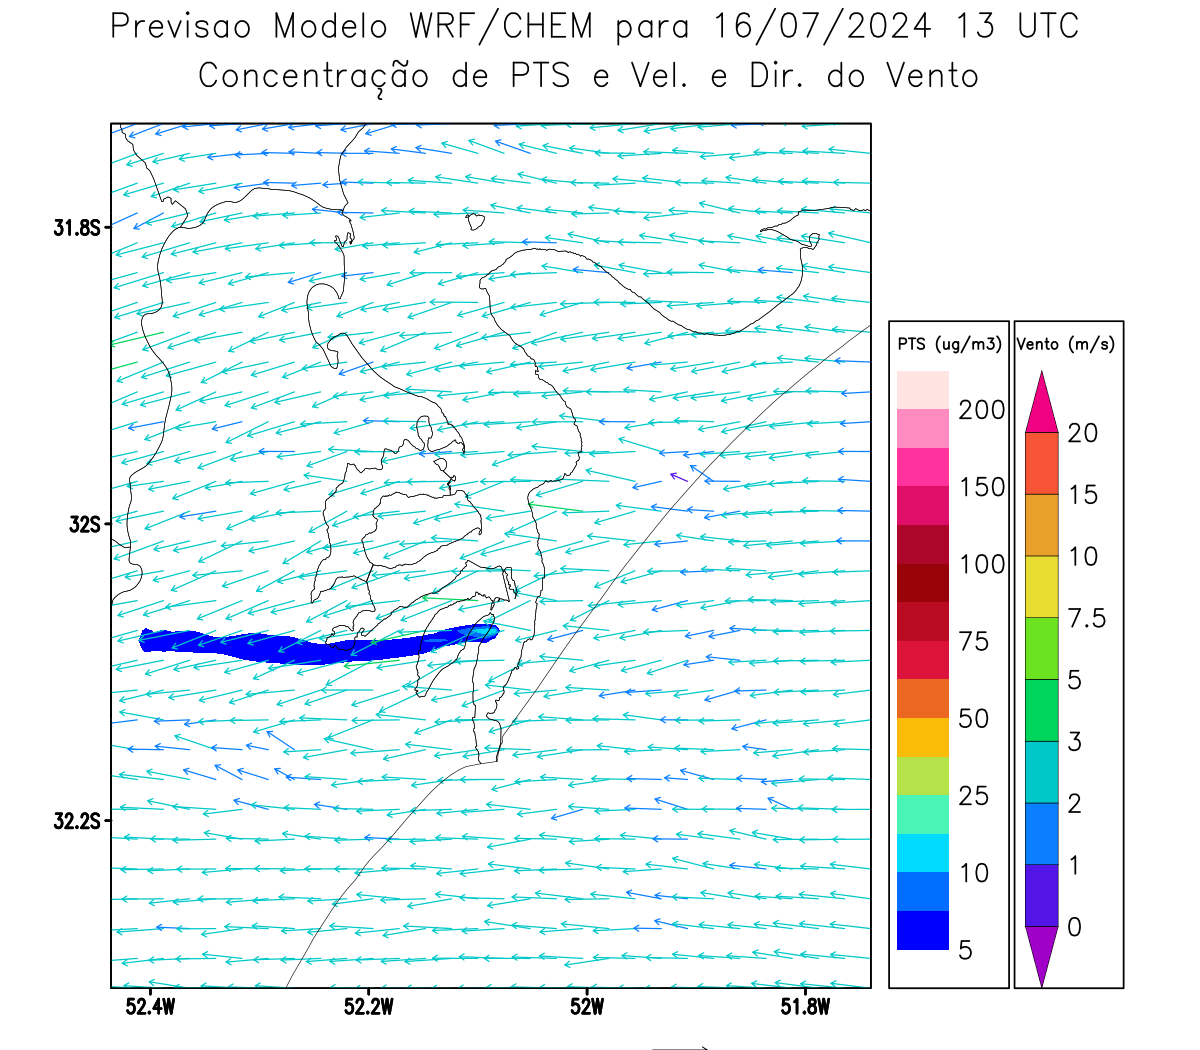 Previsao Modelo WRF/CHEM para 16/07/2024 13 UTC
Concentração de PTS e Vel. e Dir. do Vento
31.8S
32S
32.2S
52.4W 52.2W 52W 51.8W
PTS (ug/m3)
200
150
100
75
50
25
10
5
Vento (m/s)
20
15
10
7.5
5
3
2
1
0